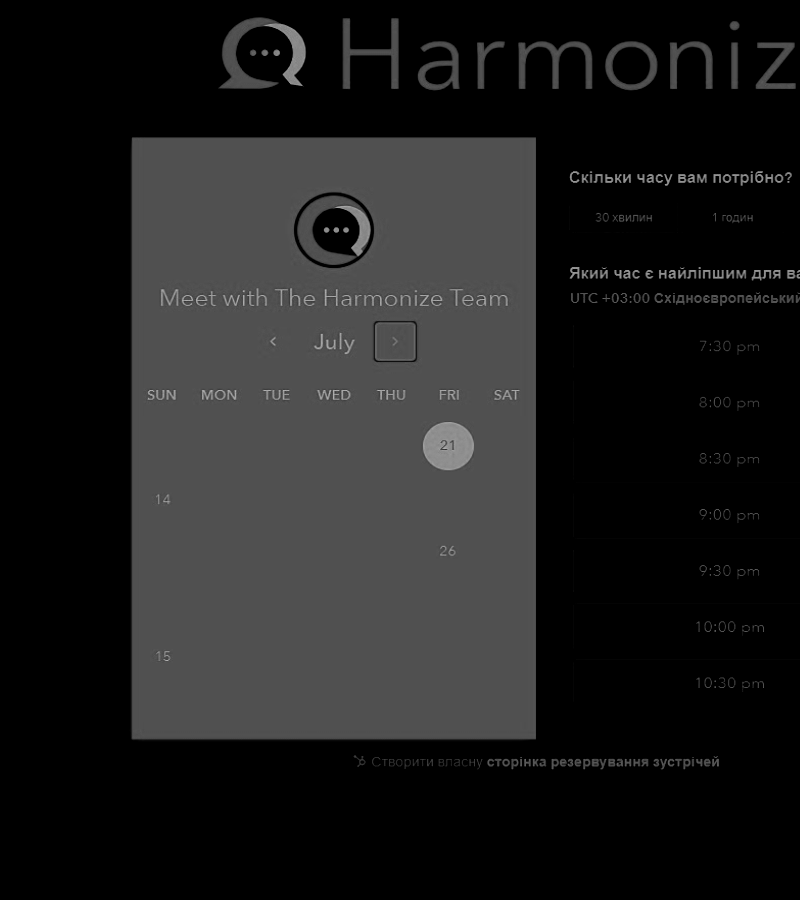 Harmoniz
Meet with The Harmonize Team
July
SUN MON TUE WED THU FRI SAT
21
14
26
15
Скільки часу вам потрібно?
30 хвилин 1 годин
Який час є найліпшим для ва
UTC +03:00 Східноєвропейський
7:30 pm
8:00 pm
8:30 pm
9:00 pm
9:30 pm
10:00 pm
10:30 pm
Створити власну сторінка резервування зустрічей